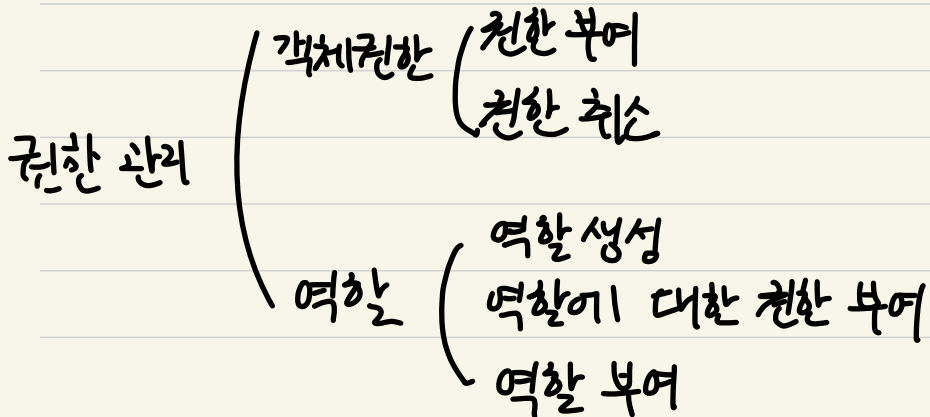 권한 관리
객체권한
권한 부여
권한 취소
역할
역할 생성
역할에 대한 권한 부여
역할 부여